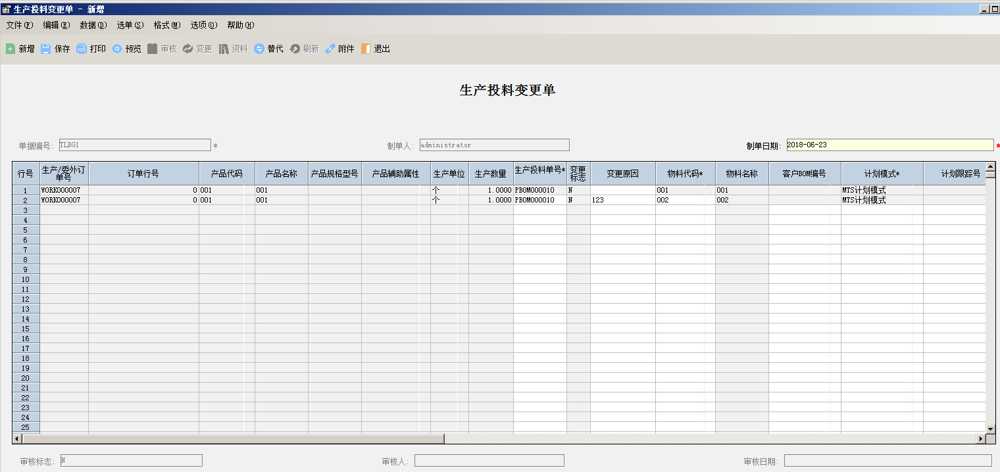 生产投料变更单 - 新增
文件(F) 编辑(E) 数据(D) 选单(S) 格式(M) 选项(O) 帮助(H)
新增 保存 打印 预览 审核 变更 资料 替代 刷新 附件 退出
生产投料变更单
单据编号: TLBG1 * 制单人: administrator 制单日期: 2018-06-23 *
行号 生产/委外订单号 订单行号 产品代码 产品名称 产品规格型号 产品辅助属性 生产单位 生产数量 生产投料单号* 变更标志 变更原因 物料代码* 物料名称 客户BOM编号 计划模式* 计划跟踪号
1 WORK000007 0 001 001 个 1.0000 PBOM000010 N 001 001 MTS计划模式
2 WORK000007 0 001 001 个 1.0000 PBOM000010 N 123 002 002 MTS计划模式
3
4
5
6
7
8
9
10
11
12
13
14
15
16
17
18
19
20
21
22
23
24
25
审核标志: N 审核人: 审核日期: